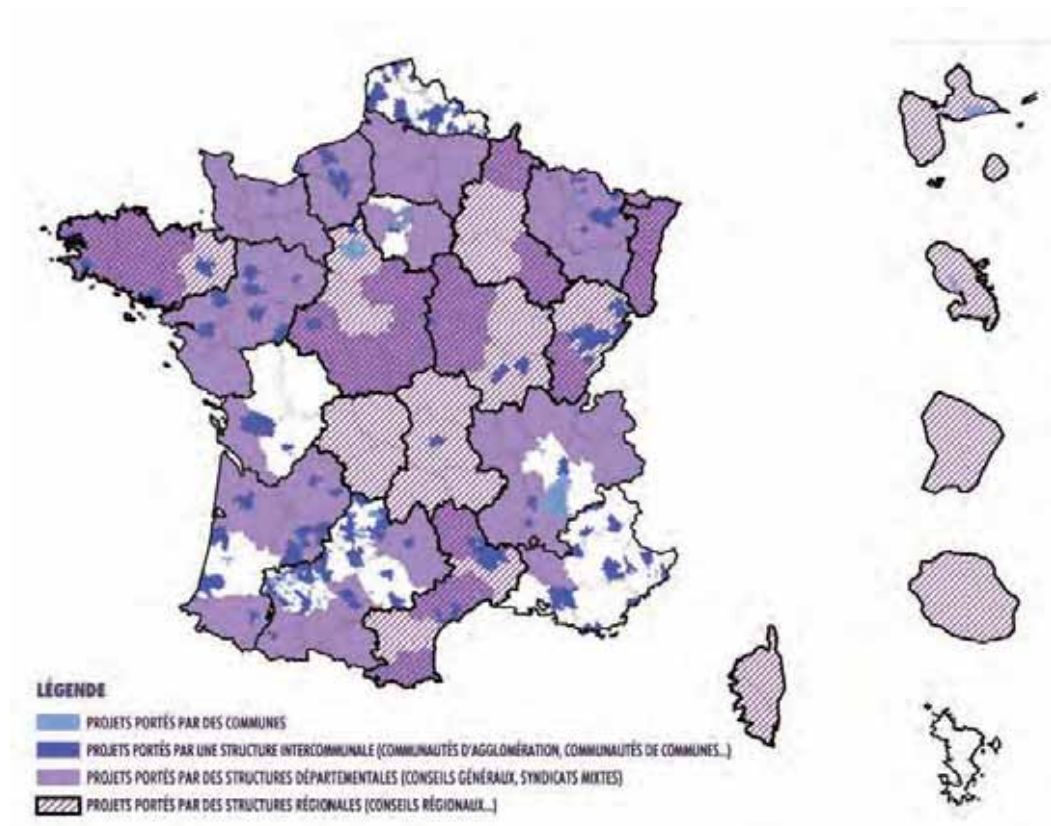 LÉGENDE
PROJETS PORTÉS PAR DES COMMUNES
PROJETS PORTÉS PAR UNE STRUCTURE INTERCOMMUNALE (COMMUNAUTÉS D'AGGLOMÉRATION, COMMUNAUTÉS DE COMMUNES...)
PROJETS PORTÉS PAR DES STRUCTURES DÉPARTEMENTALES (CONSEILS GÉNÉRAUX, SYNDICATS MIXTES)
PROJETS PORTÉS PAR DES STRUCTURES RÉGIONALES (CONSEILS RÉGIONAUX...)